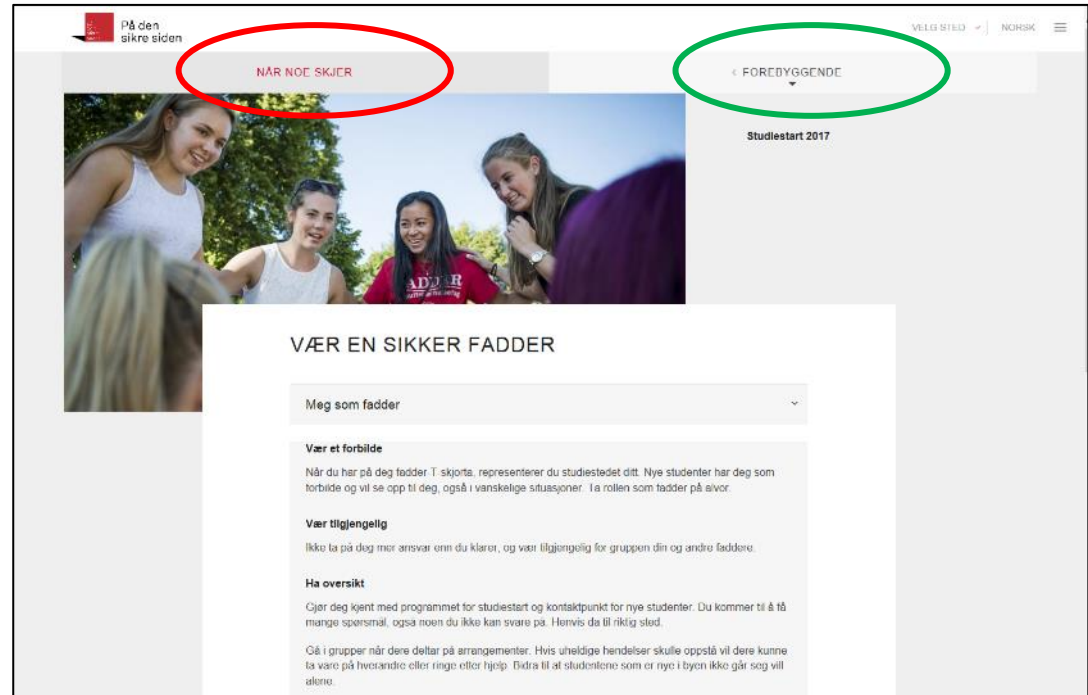 På den
sikre siden
VELG STED
NORSK
NÅR NOE SKJER
FOREBYGGENDE
Studiestart 2017
FADDER
VÆR EN SIKKER FADDER
Meg som fadder
Vær et forbilde
Når du har på deg fadder T skjorta, representerer du studiestedet ditt. Nye studenter har deg som
forbilde og vil se opp til deg, også i vanskelige situasjoner. Ta rollen som fadder på alvor.
Vær tilgjengelig
Ikke ta på deg mer ansvar enn du klarer, og vær tilgjengelig for gruppen din og andre faddere.
Ha oversikt
Gjør deg kjent med programmet for studiestart og kontaktpunkt for nye studenter. Du kommer til å få
mange spørsmål, også noen du ikke kan svare på. Henvis da til riktig sted.
Gå i grupper når dere deltar på arrangementer. Hvis uheldige hendelser skulle oppstå vil dere kunne
ta vare på hverandre eller ringe etter hjelp. Bidra til at studentene som er nye i byen ikke går seg vill
alene.